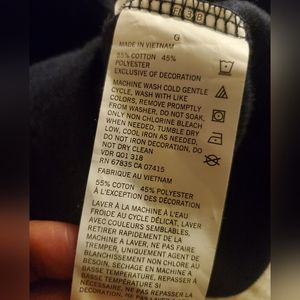 G
MADE IN VIETNAM
55% COTTON 45%
POLYESTER
EXCLUSIVE OF DECORATION
MACHINE WASH COLD GENTLE
CYCLE, WASH WITH LIKE
COLORS, REMOVE PROMPTLY
FROM WASHER, DO NOT SOAK,
ONLY NON CHLORINE BLEACH
WHEN NEEDED. TUMBLE DRY
LOW, COOL IRON AS NEEDED,
DO NOT IRON DECORATION,
DO NOT DRY CLEAN
VDR QQ1 318
RN 67835 CA 07415
FABRIQUE AU VIETNAM
55% COTON 45% POLYESTER
À L'EXCEPTION DES DÉCORATION
LAVER À LA MACHINE À L'EAU
FROIDE AU CYCLE DÉLICAT, LAVER
AVEC COULEURS SEMBLABLES,
RETIRER RAPIDEMENT DE LA
MACHINE À LAVER, NE PAS
TREMPER, UTILISER AGENT DE
BLANCHISSEMENT NON CHLORÉ AU
BESOIN, SÉCHAGE EN MACHINE À
BASSE TEMPÉRATURE, REPASSER À
BASSE TEMPÉRATURE SI
NÉCESSAIRE, NE PAS REPASSER LA
DÉCORATION, NE PAS